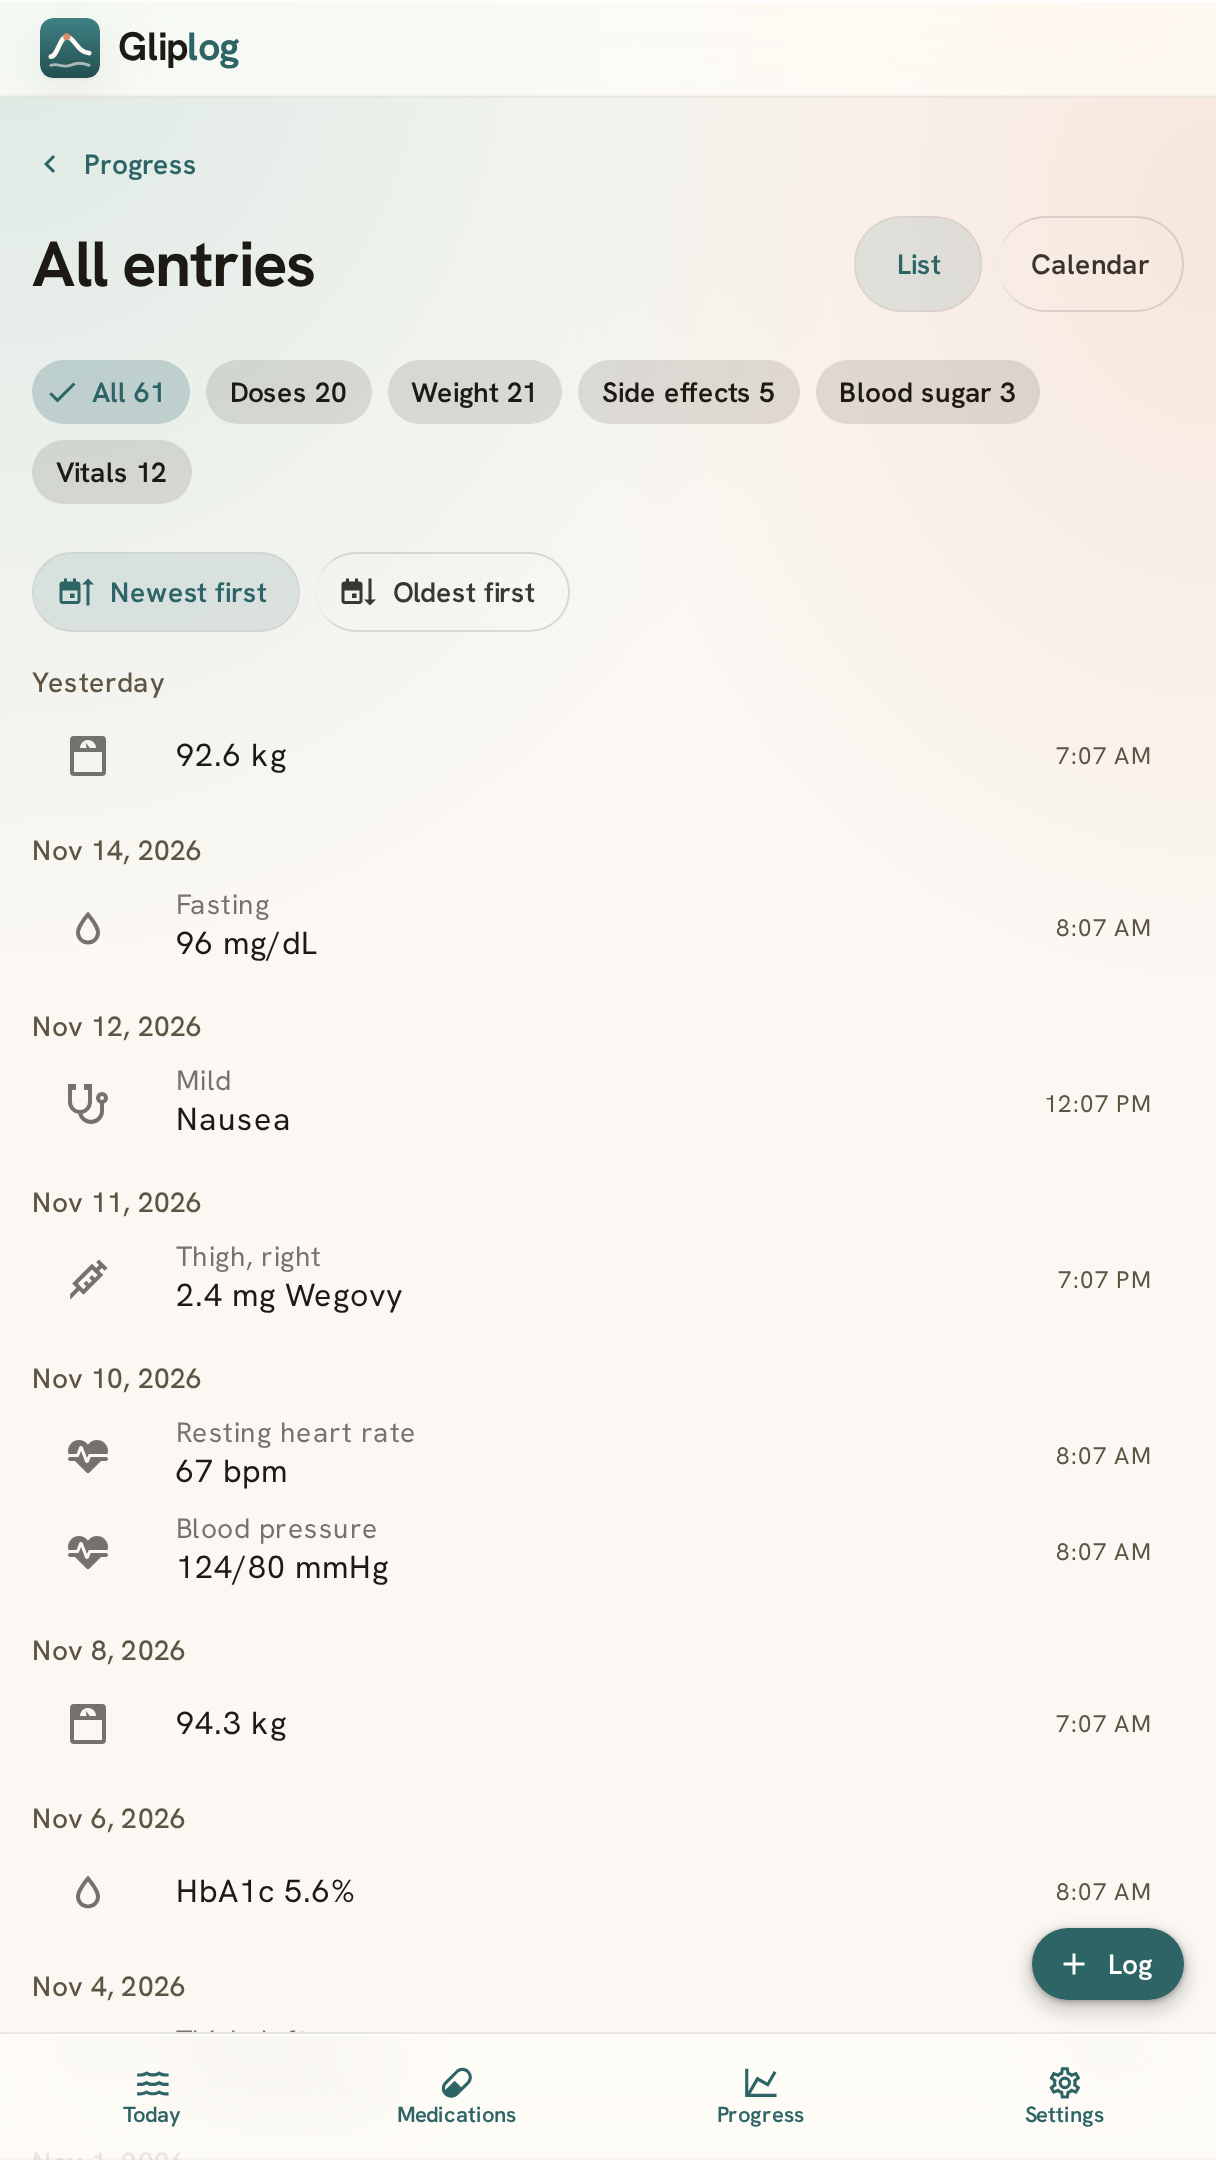 Gliplog
Progress
All entries
List
Calendar
All 61
Doses 20
Weight 21
Side effects 5
Blood sugar 3
Vitals 12
Newest first
Oldest first
Yesterday
92.6 kg
7:07 AM
Nov 14, 2026
Fasting
96 mg/dL
8:07 AM
Nov 12, 2026
Mild
Nausea
12:07 PM
Nov 11, 2026
Thigh, right
2.4 mg Wegovy
7:07 PM
Nov 10, 2026
Resting heart rate
67 bpm
8:07 AM
Blood pressure
124/80 mmHg
8:07 AM
Nov 8, 2026
94.3 kg
7:07 AM
Nov 6, 2026
HbA1c 5.6%
8:07 AM
Log
Nov 4, 2026
Today
Medications
Progress
Settings